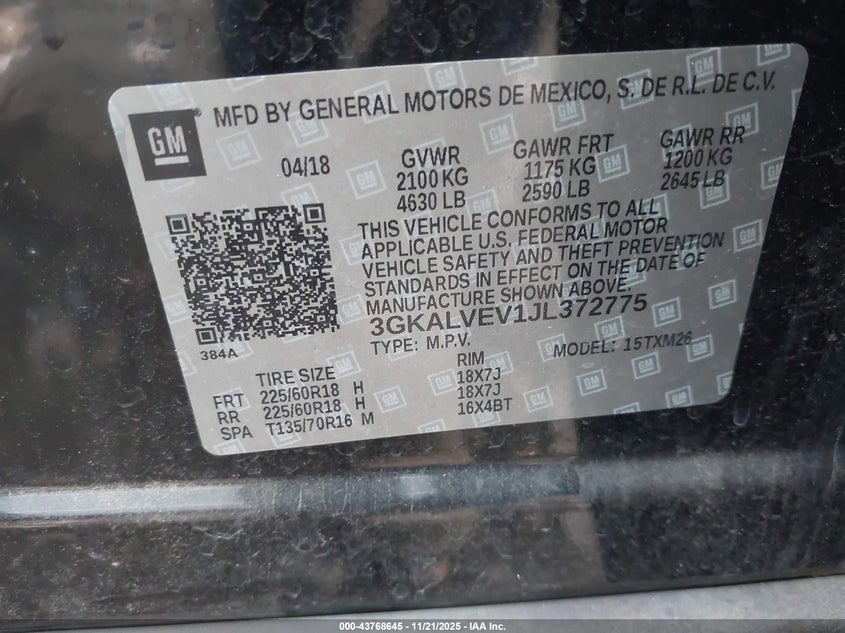 GM
MFD BY GENERAL MOTORS DE MEXICO, S. DE R.L. DE C.V.
04/18
GVWR
2100 KG
4630 LB
GAWR FRT
1175 KG
2590 LB
GAWR RR
1200 KG
2645 LB
THIS VEHICLE CONFORMS TO ALL
APPLICABLE U.S. FEDERAL MOTOR
VEHICLE SAFETY AND THEFT PREVENTION
STANDARDS IN EFFECT ON THE DATE OF
MANUFACTURE SHOWN ABOVE.
3GKALVEV1JL372775
TYPE: M.P.V. MODEL: 15TXM26
384A
TIRE SIZE RIM
FRT 225/60R18 H 18X7J
RR 225/60R18 H 18X7J
SPA T135/70R16 M 16X4BT
000-43768645 - 11/21/2025 - IAA Inc.